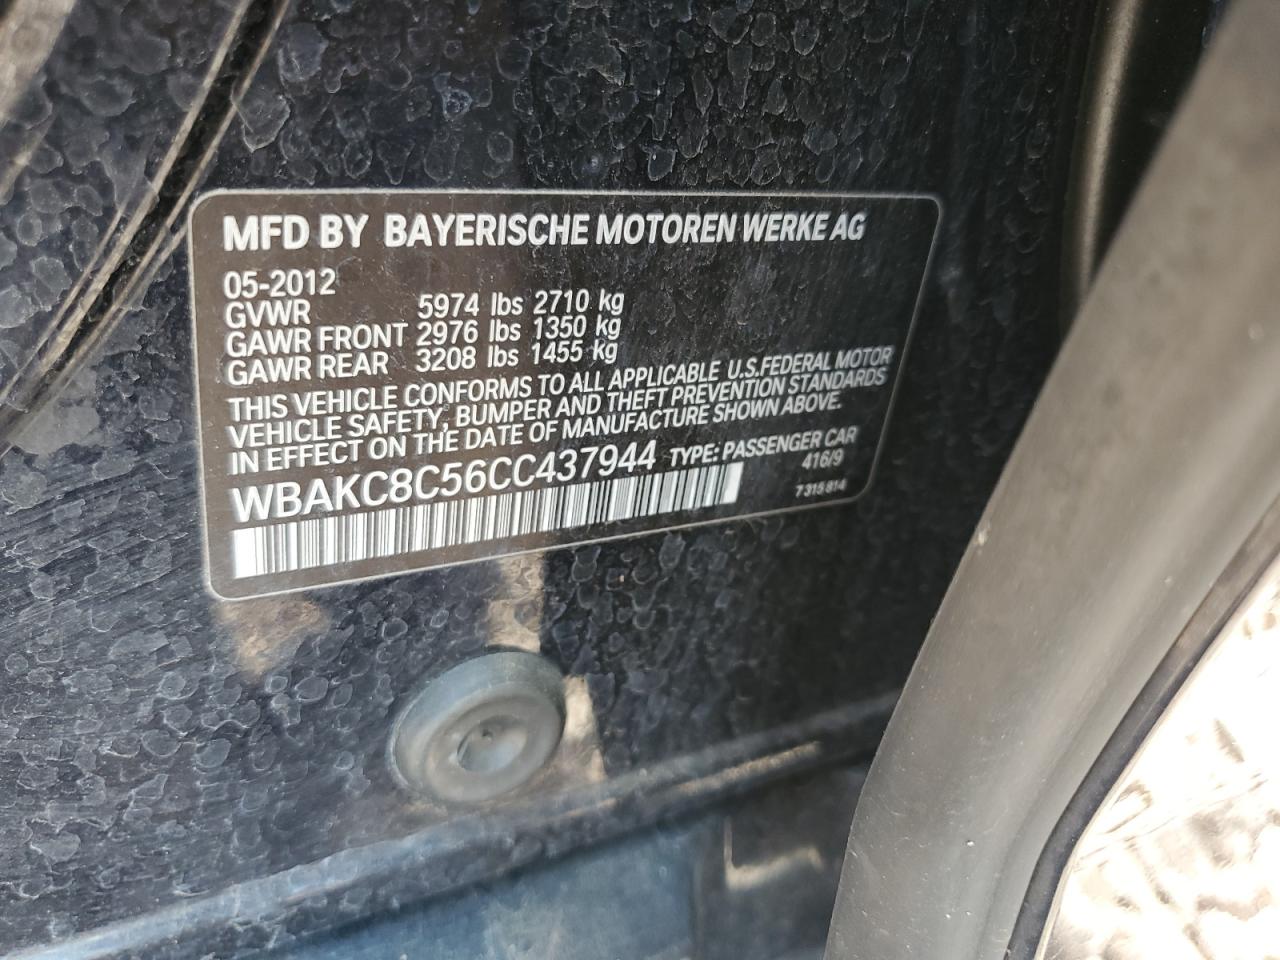 MFD BY BAYERISCHE MOTOREN WERKE AG
05-2012
GVWR 5974 lbs 2710 kg
GAWR FRONT 2976 lbs 1350 kg
GAWR REAR 3208 lbs 1455 kg
THIS VEHICLE CONFORMS TO ALL APPLICABLE U.S.FEDERAL MOTOR
VEHICLE SAFETY, BUMPER AND THEFT PREVENTION STANDARDS
IN EFFECT ON THE DATE OF MANUFACTURE SHOWN ABOVE.
WBAKC8C56CC437944 TYPE: PASSENGER CAR
416/9
7 315 814